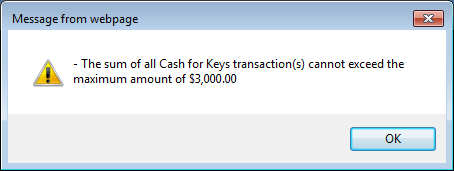 Message from webpage
- The sum of all Cash for Keys transaction(s) cannot exceed the
maximum amount of $3,000.00
OK